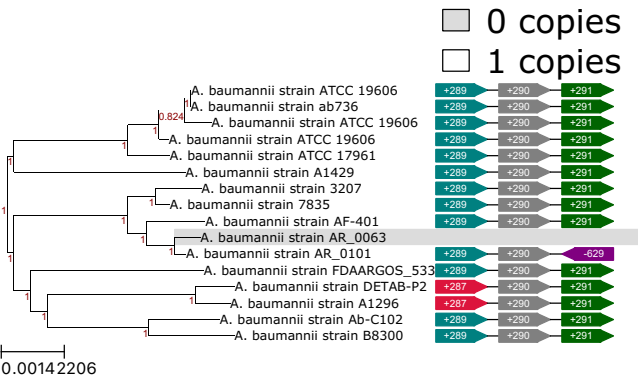 0 copies
1 copies
1 A. baumannii strain ATCC 19606 +289 +290 +291
A. baumannii strain ab736 +289 +290 +291
0.824 A. baumannii strain ATCC 19606 +289 +290 +291
1 A. baumannii strain ATCC 19606 +289 +290 +291
1 A. baumannii strain ATCC 17961 +289 +290 +291
1 A. baumannii strain A1429 +289 +290 +291
A. baumannii strain 3207 +289 +290 +291
1 1 A. baumannii strain 7835 +289 +290 +291
A. baumannii strain AF-401 +289 +290 +291
1 A. baumannii strain AR_0063
1 1 A. baumannii strain AR_0101 +289 +290 -629
A. baumannii strain FDAARGOS_533 +289 +290 +291
1 A. baumannii strain DETAB-P2 +287 +290 +291
1 A. baumannii strain A1296 +287 +290 +291
1 A. baumannii strain Ab-C102 +289 +290 +291
1 A. baumannii strain B8300 +289 +290 +291
0.00142206